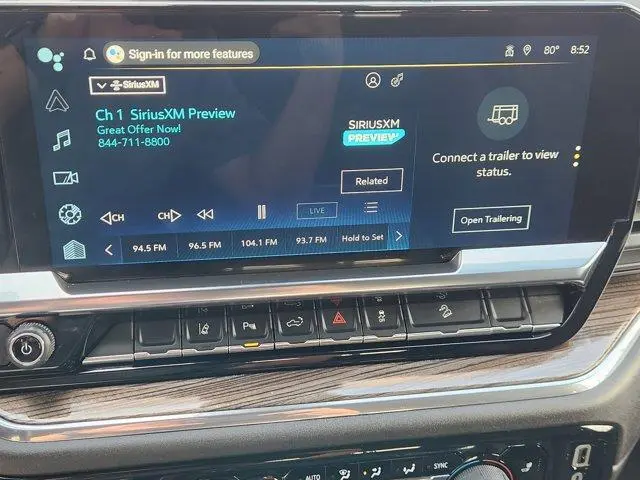 Sign-in for more features
80° 8:52
SiriusXM
Ch 1 SiriusXM Preview
Great Offer Now!
844-711-8800
SIRIUSXM
PREVIEW
Related
CH CH LIVE
94.5 FM 96.5 FM 104.1 FM 93.7 FM Hold to Set
Connect a trailer to view
status.
Open Trailering
P
AUTO SYNC